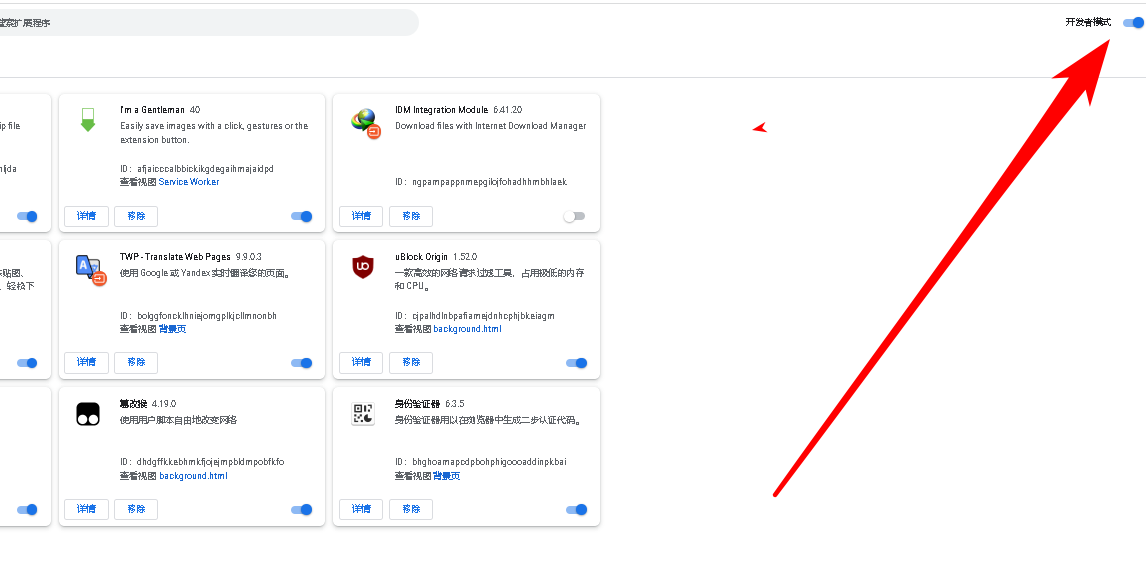 搜索扩展程序
开发者模式
ip file
nljda
I'm a Gentleman 40
Easily save images with a click, gestures or the
extension button.
ID: afjaicccalbbickikgdegaihmajaidpd
查看视图 Service Worker
详情 移除
IDM Integration Module 6.41.20
Download files with Internet Download Manager
ID: ngpampappnmepgilojfohadhhmbhlaek
详情 移除
贴图、
、轻松下
TWP - Translate Web Pages 9.9.0.3
使用 Google 或 Yandex 实时翻译您的页面。
ID: bolggfoncklhniejomgplkjcllmnonbh
查看视图 背景页
详情 移除
uBlock Origin 1.52.0
一款高效的网络请求过滤工具，占用极低的内存
和 CPU。
ID: cjpalhdlnbpafiamejdnhcphjbkeiagm
查看视图 background.html
详情 移除
篡改猴 4.19.0
使用用户脚本自由地改变网络
ID: dhdgffkkebhmkfjojejmpbldmpobfkfo
查看视图 background.html
详情 移除
身份验证器 6.3.5
身份验证器用以在浏览器中生成二步认证代码。
ID: bhghoamapcdpbohphigoooaddinpkbai
查看视图 背景页
详情 移除